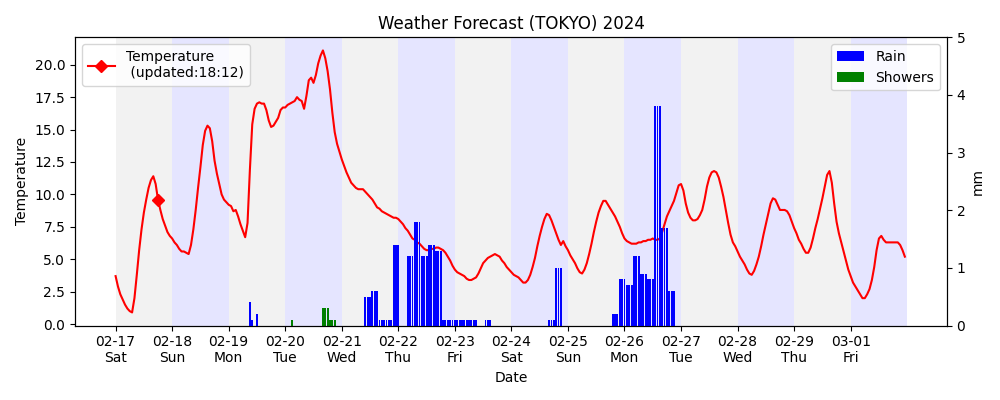 Weather Forecast (TOKYO) 2024
Temperature
(updated:18:12)
Rain
Showers
20.0
17.5
15.0
12.5
10.0
7.5
5.0
2.5
0.0
Temperature
5
4
3
2
1
0
mm
02-17 02-18 02-19 02-20 02-21 02-22 02-23 02-24 02-25 02-26 02-27 02-28 02-29 03-01
Sat Sun Mon Tue Wed Thu Fri Sat Sun Mon Tue Wed Thu Fri
Date